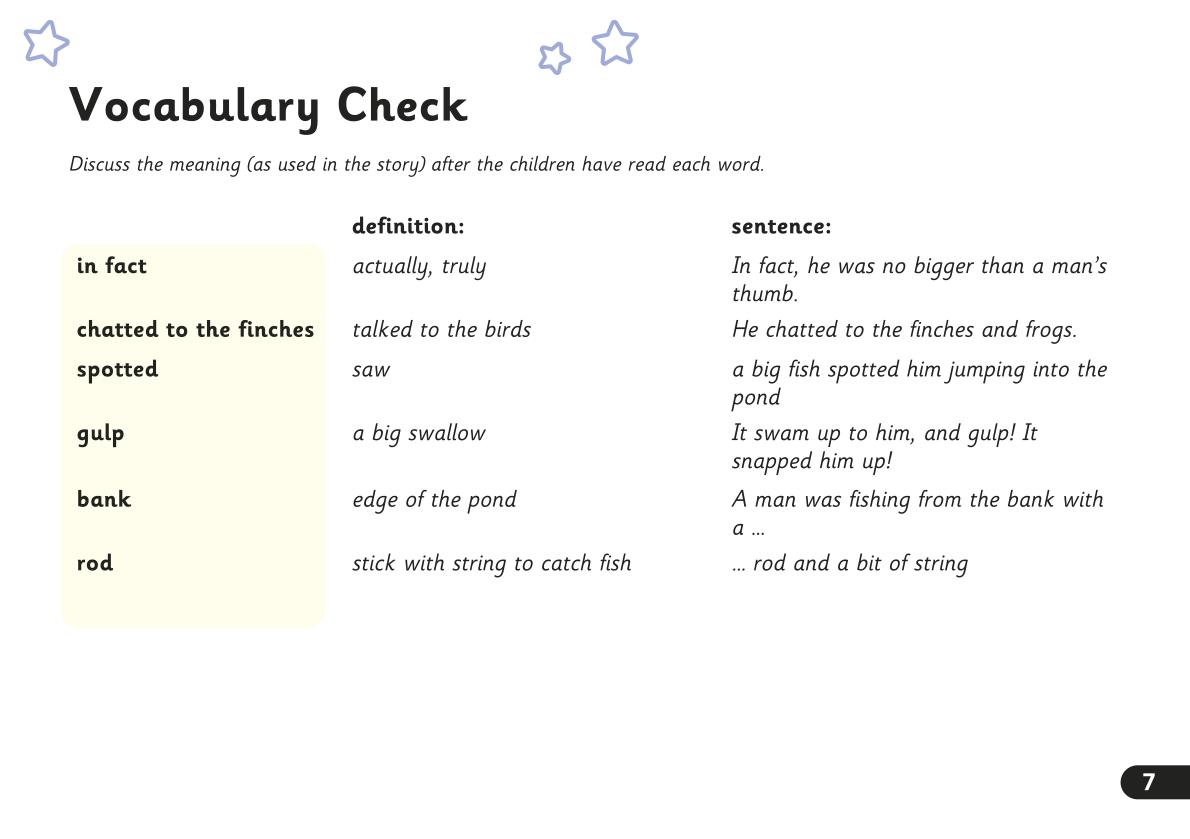 Vocabulary Check
Discuss the meaning (as used in the story) after the children have read each word.
definition: sentence:
in fact actually, truly In fact, he was no bigger than a man's
thumb.
chatted to the finches talked to the birds He chatted to the finches and frogs.
spotted saw a big fish spotted him jumping into the
pond
gulp a big swallow It swam up to him, and gulp! It
snapped him up!
bank edge of the pond A man was fishing from the bank with
a ...
rod stick with string to catch fish ... rod and a bit of string
7